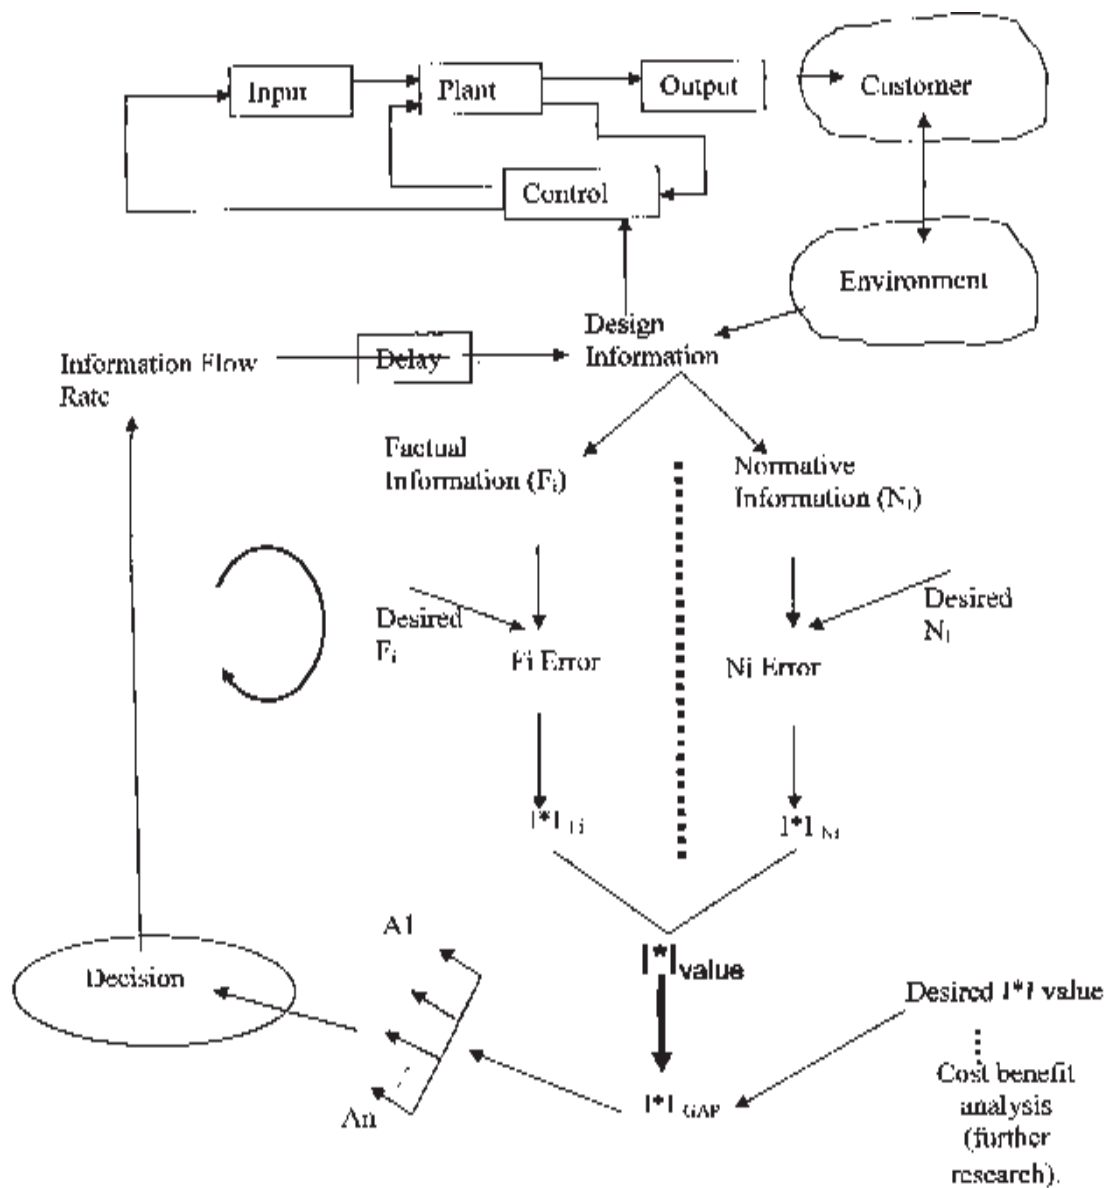 Input
Plant
Output
Customer
Control
Environment
Design
Information
Information Flow
Rate
Delay
Factual
Information (Fi)
Normative
Information (Ni)
Desired
Fi
Desired
Ni
Fi Error
Ni Error
I*I Fi
I*I Ni
A1
I*I value
Decision
Desired I*I value
Cost benefit
analysis
(further
research).
I*I GAP
An